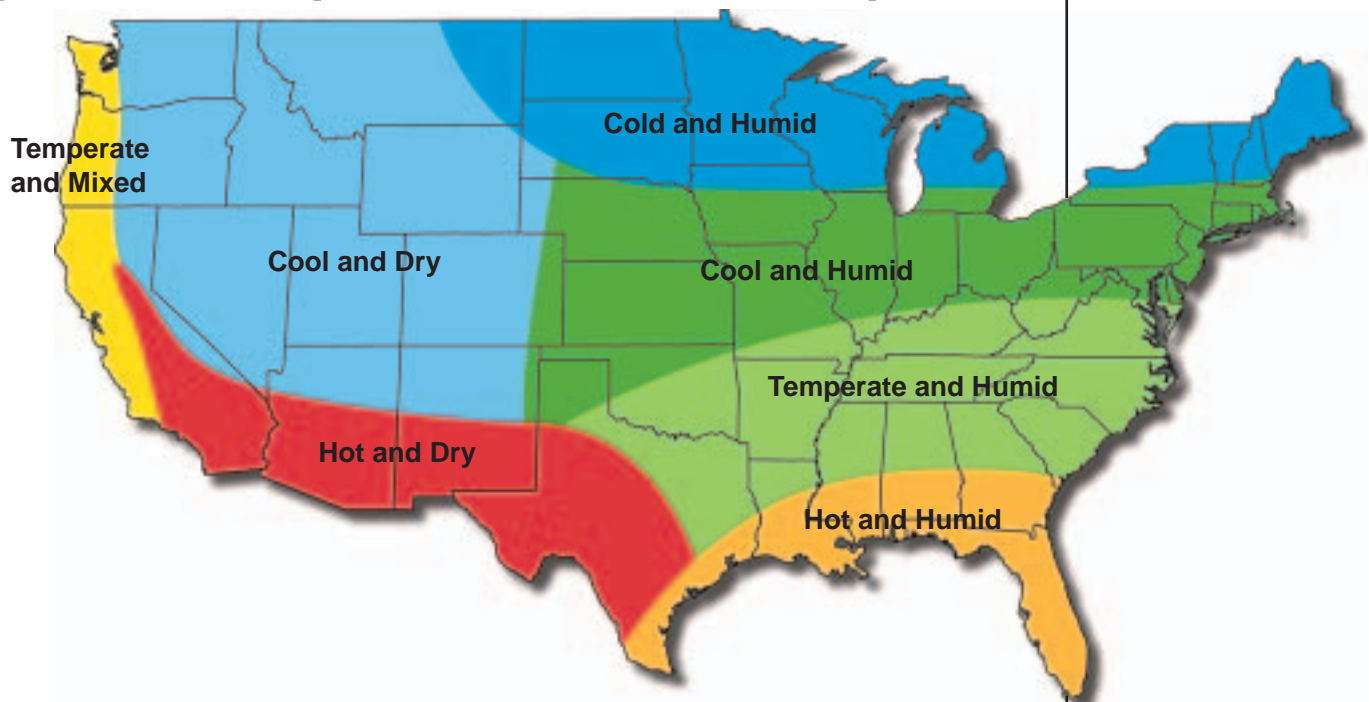 Cold and Humid
Temperate
and Mixed
Cool and Dry
Cool and Humid
Temperate and Humid
Hot and Dry
Hot and Humid